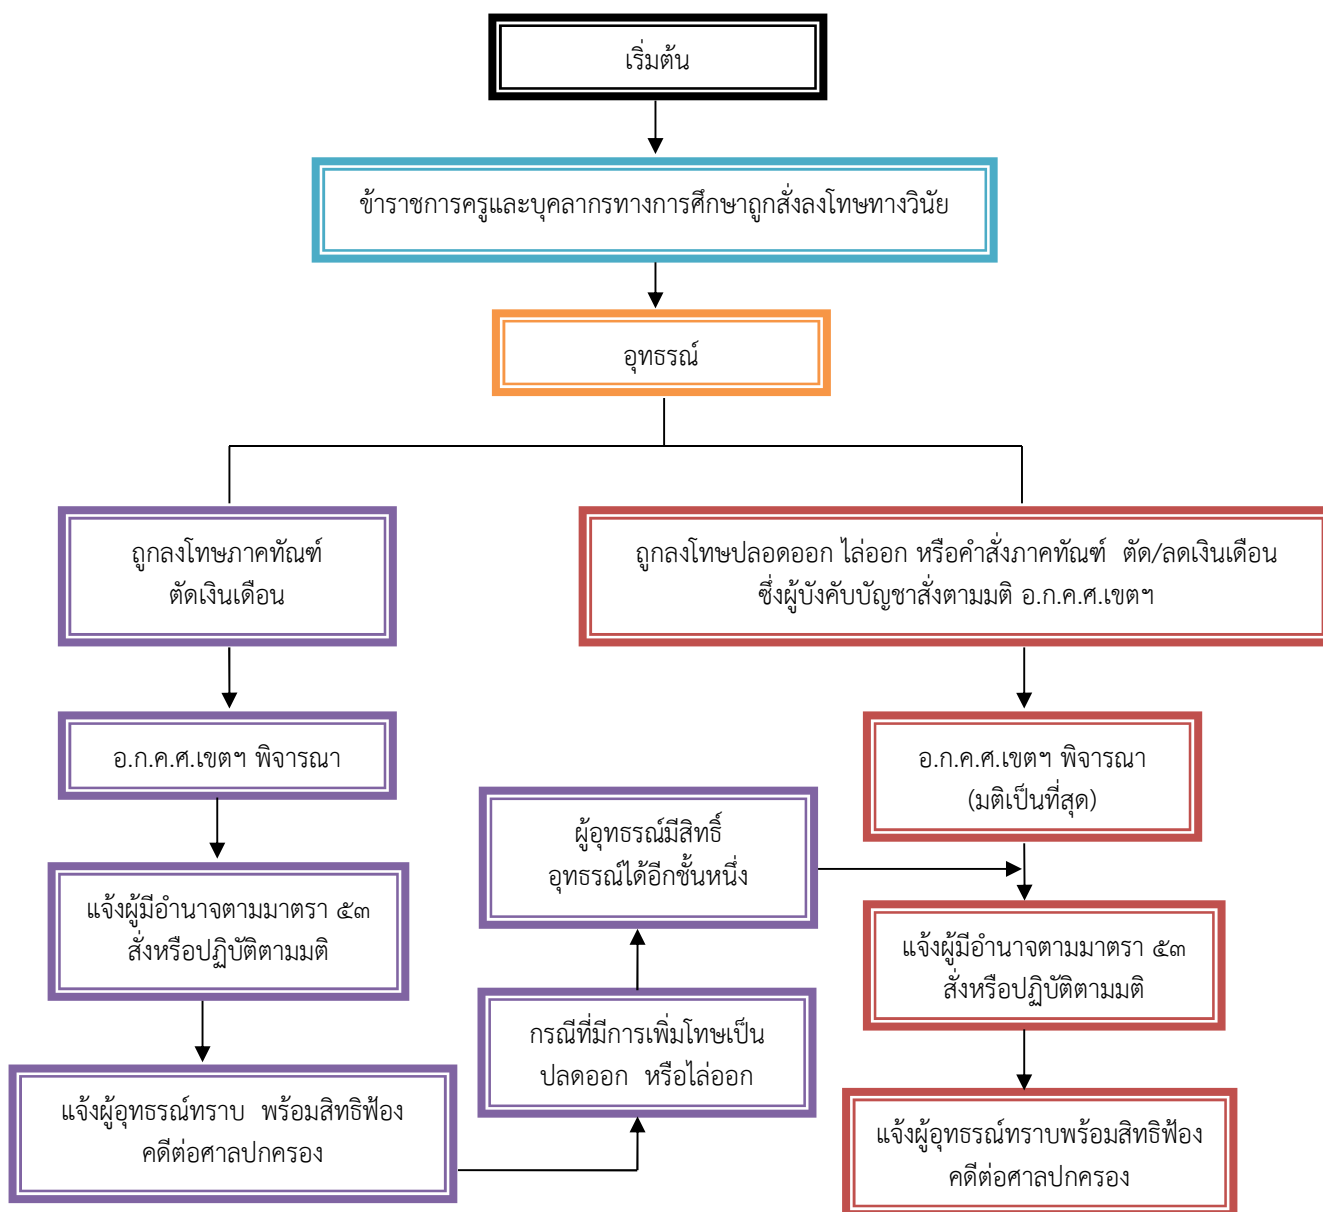 เริ่มต้น
ข้าราชการครูและบุคลากรทางการศึกษาถูกสั่งลงโทษทางวินัย
อุทธรณ์
ถูกลงโทษภาคทัณฑ์
ตัดเงินเดือน
อ.ก.ค.ศ.เขตฯ พิจารณา
แจ้งผู้มีอำนาจตามมาตรา ๕๓
สั่งหรือปฏิบัติตามมติ
แจ้งผู้อุทธรณ์ทราบ พร้อมสิทธิฟ้อง
คดีต่อศาลปกครอง
กรณีที่มีการเพิ่มโทษเป็น
ปลดออก หรือไล่ออก
ผู้อุทธรณ์มีสิทธิ์
อุทธรณ์ได้อีกชั้นหนึ่ง
ถูกลงโทษปลอดออก ไล่ออก หรือคำสั่งภาคทัณฑ์ ตัด/ลดเงินเดือน
ซึ่งผู้บังคับบัญชาสั่งตามมติ อ.ก.ค.ศ.เขตฯ
อ.ก.ค.ศ.เขตฯ พิจารณา
(มติเป็นที่สุด)
แจ้งผู้มีอำนาจตามมาตรา ๕๓
สั่งหรือปฏิบัติตามมติ
แจ้งผู้อุทธรณ์ทราบพร้อมสิทธิฟ้อง
คดีต่อศาลปกครอง